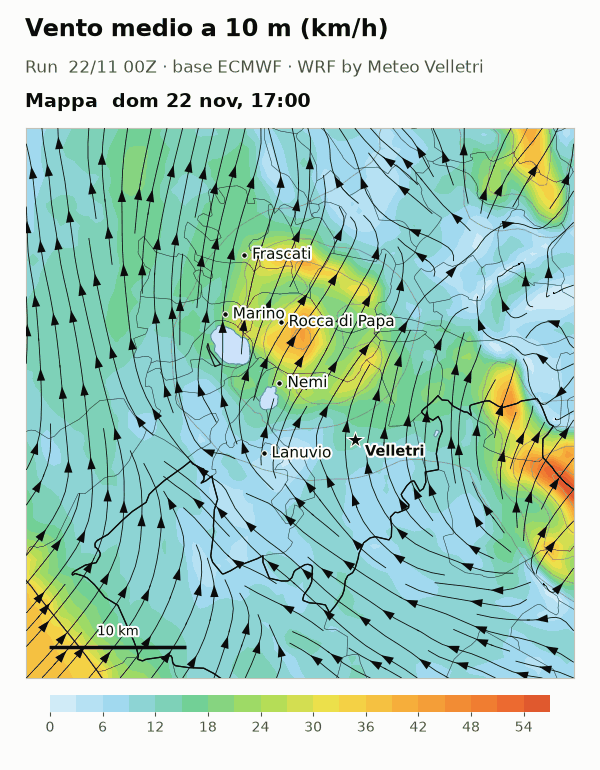 Vento medio a 10 m (km/h)
Run  22/11 00Z · base ECMWF · WRF by Meteo Velletri
Mappa  dom 22 nov, 17:00
Frascati
Marino
Rocca di Papa
Nemi
Lanuvio
Velletri
10 km
0 6 12 18 24 30 36 42 48 54